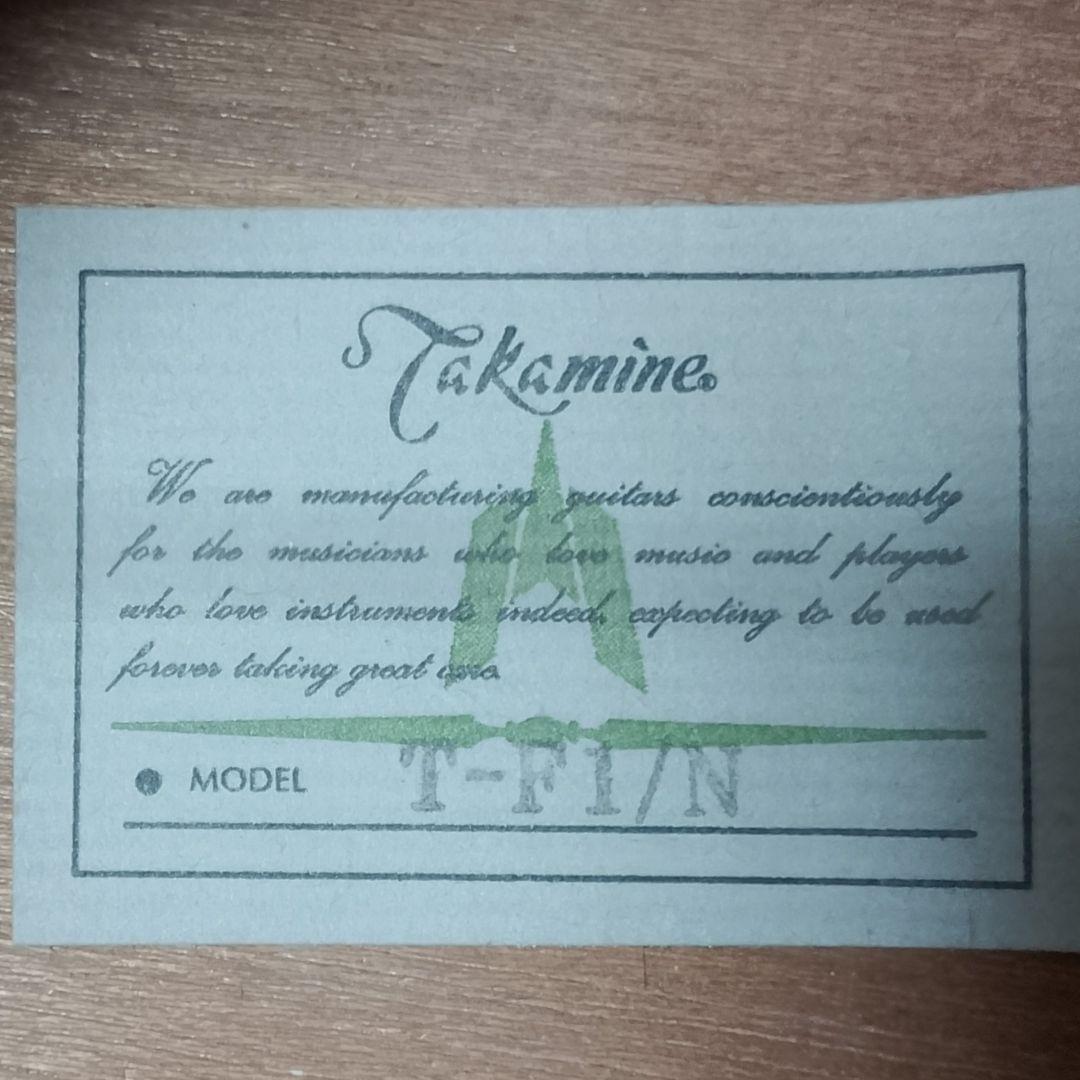 Takamine®
We are manufacturing guitars conscientiously
for the musicians who love music and players
who love instruments indeed, expecting to be used
forever taking great care.
● MODEL T-F1/N